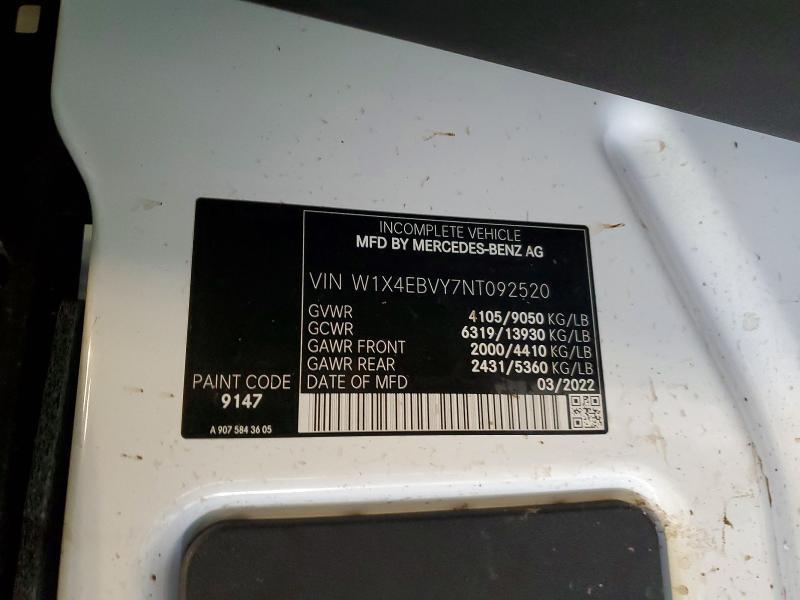 INCOMPLETE VEHICLE
MFD BY MERCEDES-BENZ AG
VIN W1X4EBVY7NT092520
GVWR 4105/9050 KG/LB
GCWR 6319/13930 KG/LB
GAWR FRONT 2000/4410 KG/LB
GAWR REAR 2431/5360 KG/LB
DATE OF MFD 03/2022
PAINT CODE
9147
A 907 584 36 05